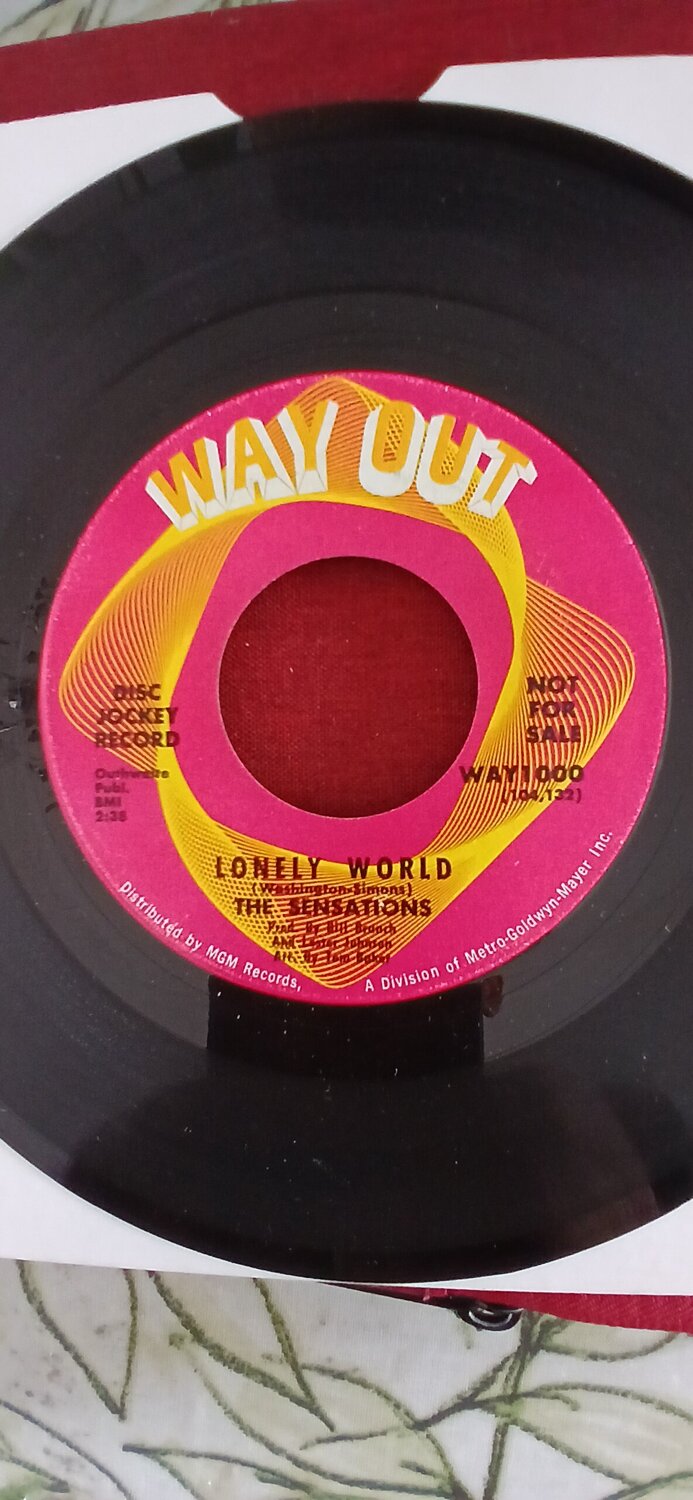 WAY OUT
DISC
JOCKEY
RECORD
Outhwaite
Publ.
BMI
2:38
NOT
FOR
SALE
WAY1000
(104,132)
LONELY WORLD
(Washington-Simons)
THE SENSATIONS
Prod. By Bill Branch
And Lester Johnson
Arr. By Tom Baker
Distributed by MGM Records, A Division of Metro-Goldwyn-Mayer Inc.